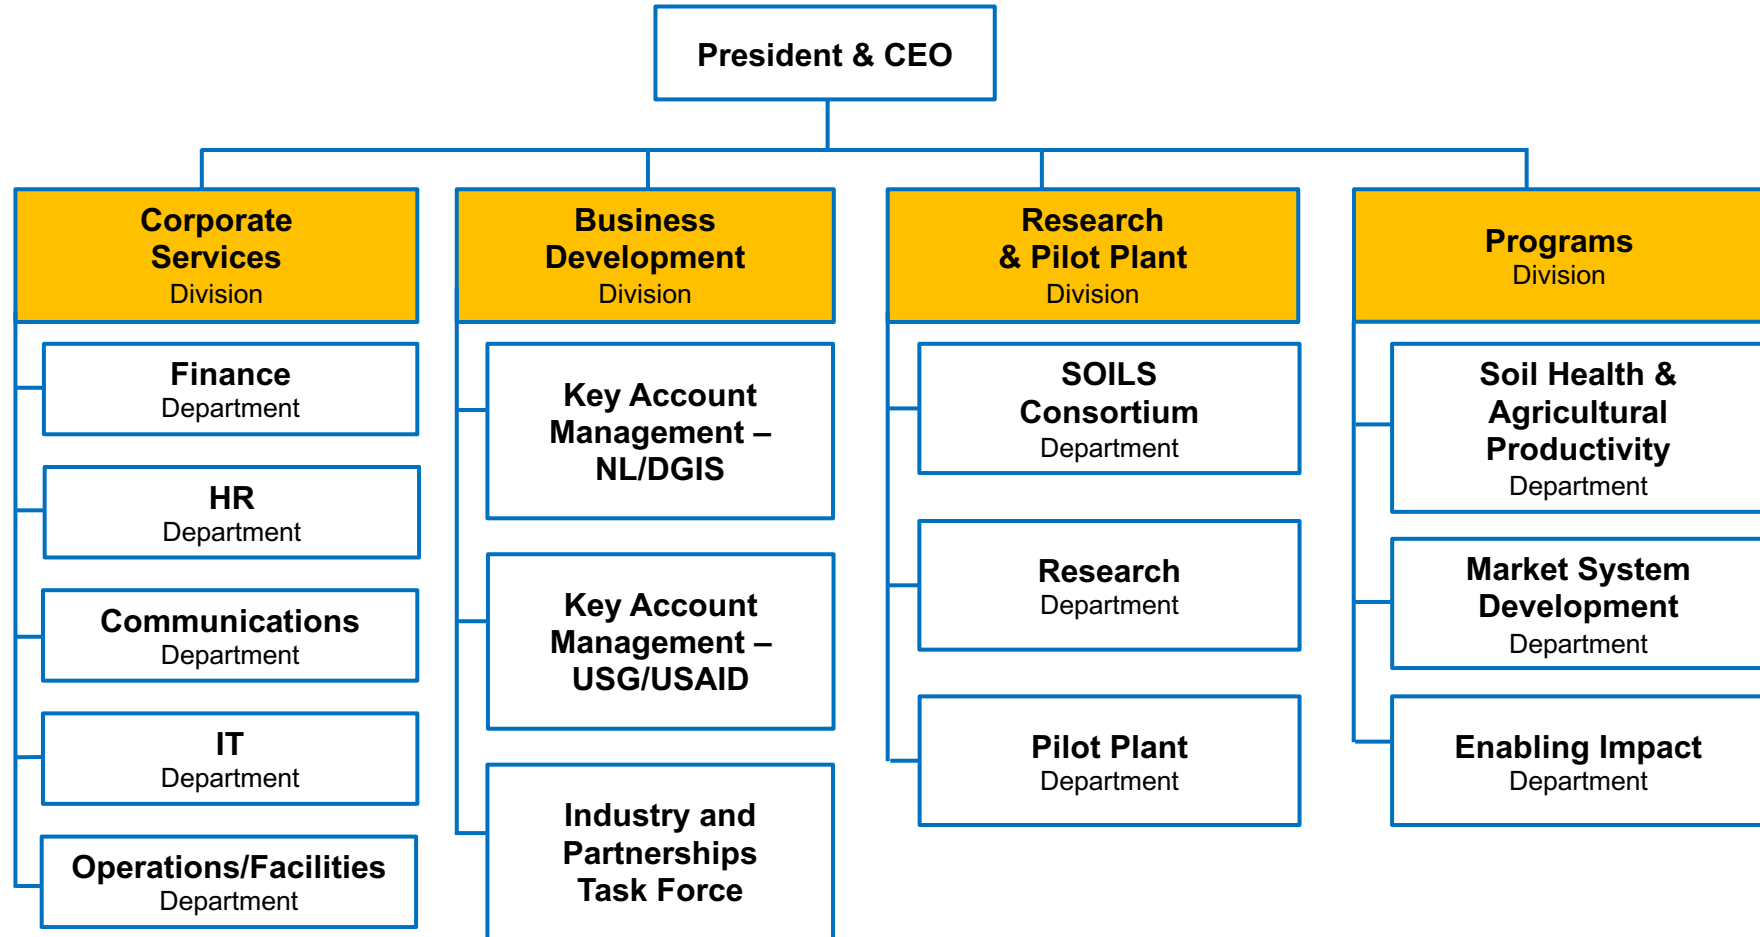 President & CEO
Corporate
Services
Division
Finance
Department
HR
Department
Communications
Department
IT
Department
Operations/Facilities
Department
Business
Development
Division
Key Account
Management –
NL/DGIS
Key Account
Management –
USG/USAID
Industry and
Partnerships
Task Force
Research
& Pilot Plant
Division
SOILS
Consortium
Department
Research
Department
Pilot Plant
Department
Programs
Division
Soil Health &
Agricultural
Productivity
Department
Market System
Development
Department
Enabling Impact
Department